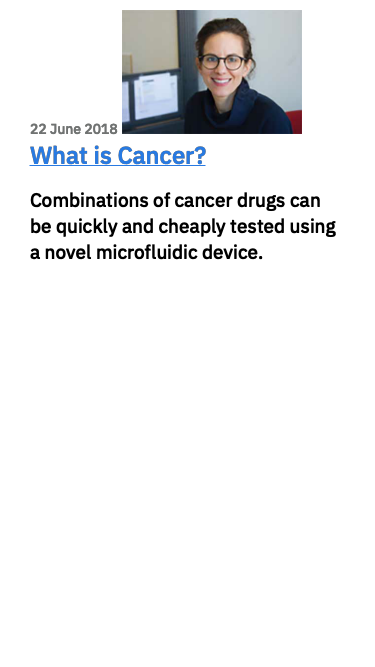 22 June 2018
What is Cancer?
Combinations of cancer drugs can
be quickly and cheaply tested using
a novel microfluidic device.